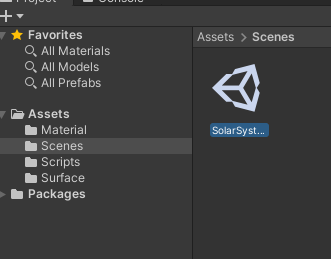 Project Console
Favorites
All Materials
All Models
All Prefabs
Assets
Material
Scenes
Scripts
Surface
Packages
Assets > Scenes
SolarSyst...